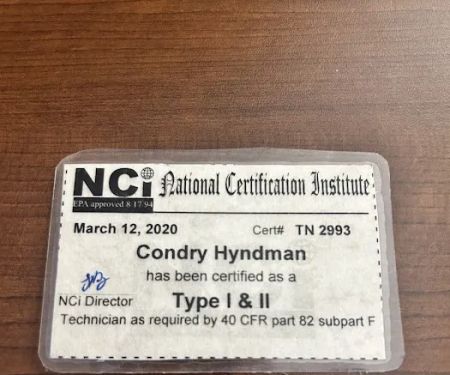 NCi National Certification Institute
EPA approved 8 17 94
March 12, 2020 Cert# TN 2993
Condry Hyndman
has been certified as a
NCi Director Type I & II
Technician as required by 40 CFR part 82 subpart F